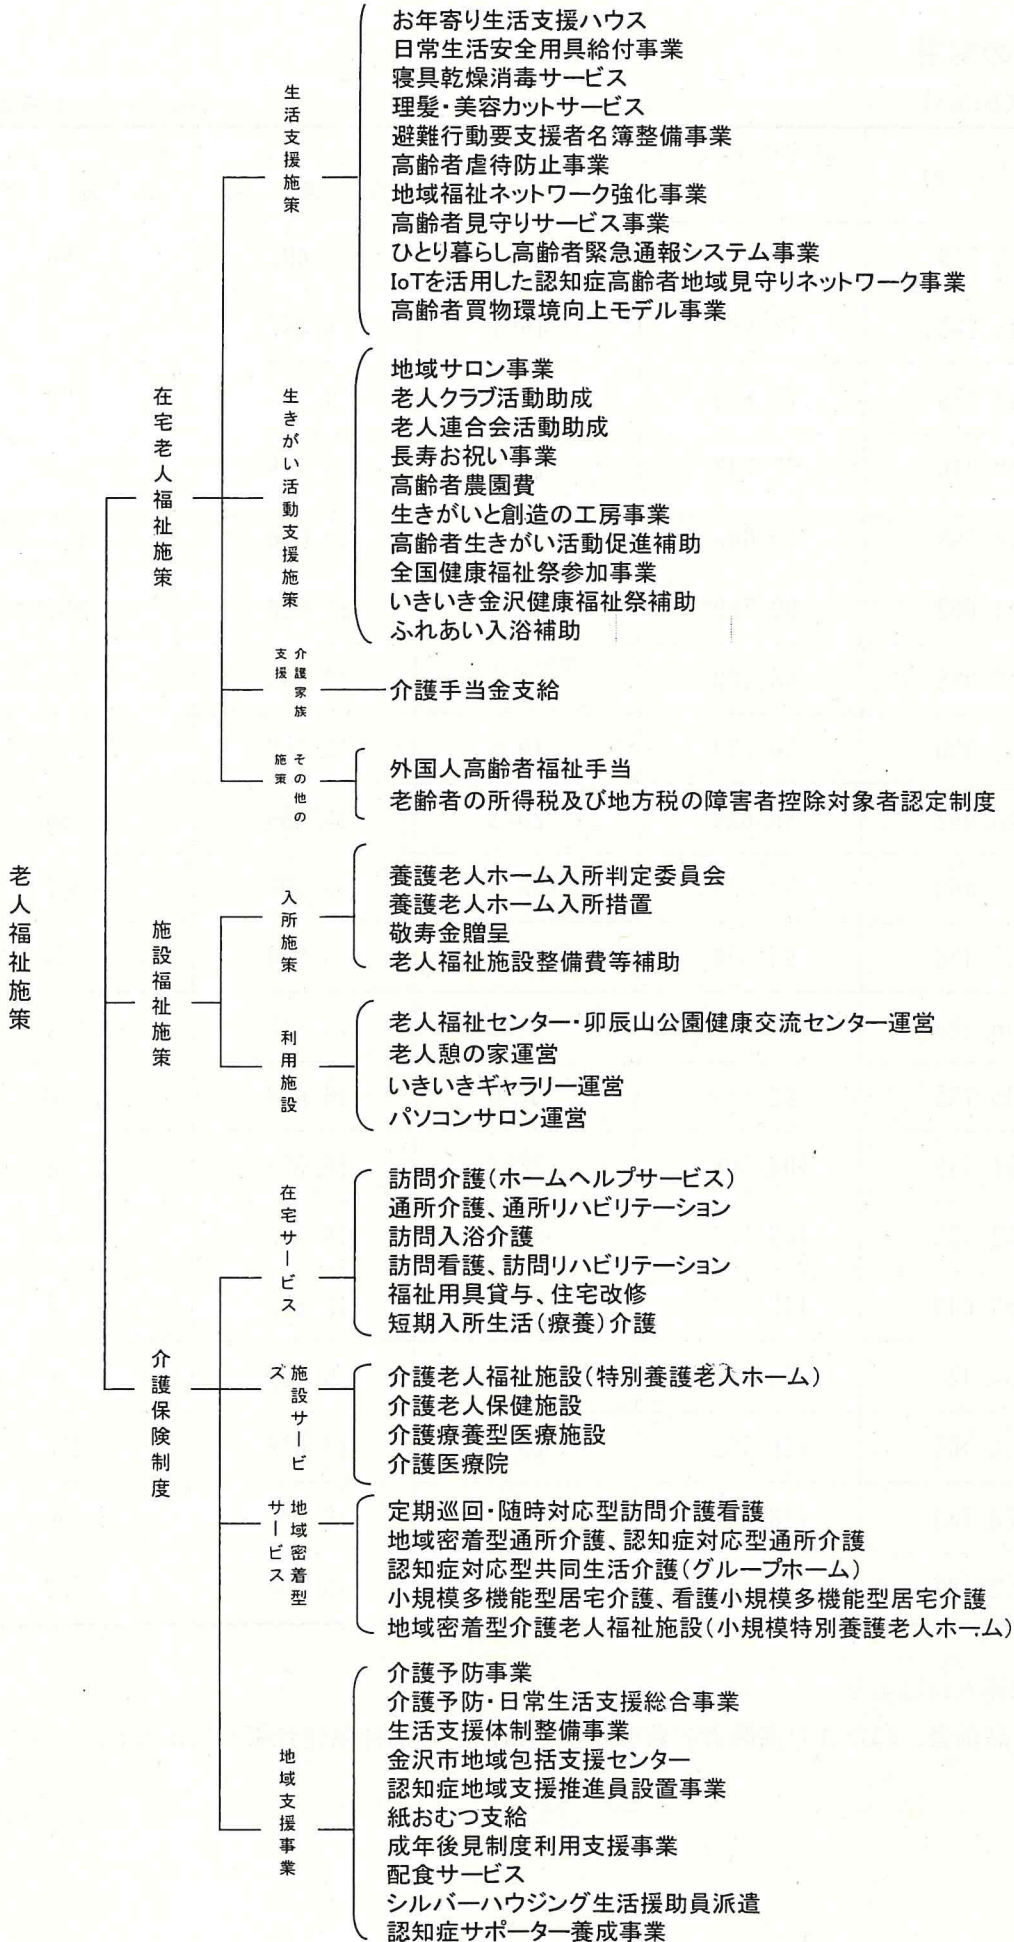 老人福祉施策
在宅老人福祉施策
生活支援施策
お年寄り生活支援ハウス
日常生活安全用具給付事業
寝具乾燥消毒サービス
理髪・美容カットサービス
避難行動要支援者名簿整備事業
高齢者虐待防止事業
地域福祉ネットワーク強化事業
高齢者見守りサービス事業
ひとり暮らし高齢者緊急通報システム事業
IoTを活用した認知症高齢者地域見守りネットワーク事業
高齢者買物環境向上モデル事業
生きがい活動支援施策
地域サロン事業
老人クラブ活動助成
老人連合会活動助成
長寿お祝い事業
高齢者農園費
生きがいと創造の工房事業
高齢者生きがい活動促進補助
全国健康福祉祭参加事業
いきいき金沢健康福祉祭補助
ふれあい入浴補助
介護家族
支援
介護手当金支給
その他の
施策
外国人高齢者福祉手当
老齢者の所得税及び地方税の障害者控除対象者認定制度
施設福祉施策
入所施策
養護老人ホーム入所判定委員会
養護老人ホーム入所措置
敬寿金贈呈
老人福祉施設整備費等補助
利用施設
老人福祉センター・卯辰山公園健康交流センター運営
老人憩の家運営
いきいきギャラリー運営
パソコンサロン運営
介護保険制度
在宅サービス
訪問介護(ホームヘルプサービス)
通所介護、通所リハビリテーション
訪問入浴介護
訪問看護、訪問リハビリテーション
福祉用具貸与、住宅改修
短期入所生活(療養)介護
施設サービ
ズ
介護老人福祉施設(特別養護老人ホーム)
介護老人保健施設
介護療養型医療施設
介護医療院
地域密着型
サービス
定期巡回・随時対応型訪問介護看護
地域密着型通所介護、認知症対応型通所介護
認知症対応型共同生活介護(グループホーム)
小規模多機能型居宅介護、看護小規模多機能型居宅介護
地域密着型介護老人福祉施設(小規模特別養護老人ホーム)
地域支援事業
介護予防事業
介護予防・日常生活支援総合事業
生活支援体制整備事業
金沢市地域包括支援センター
認知症地域支援推進員設置事業
紙おむつ支給
成年後見制度利用支援事業
配食サービス
シルバーハウジング生活援助員派遣
認知症サポーター養成事業